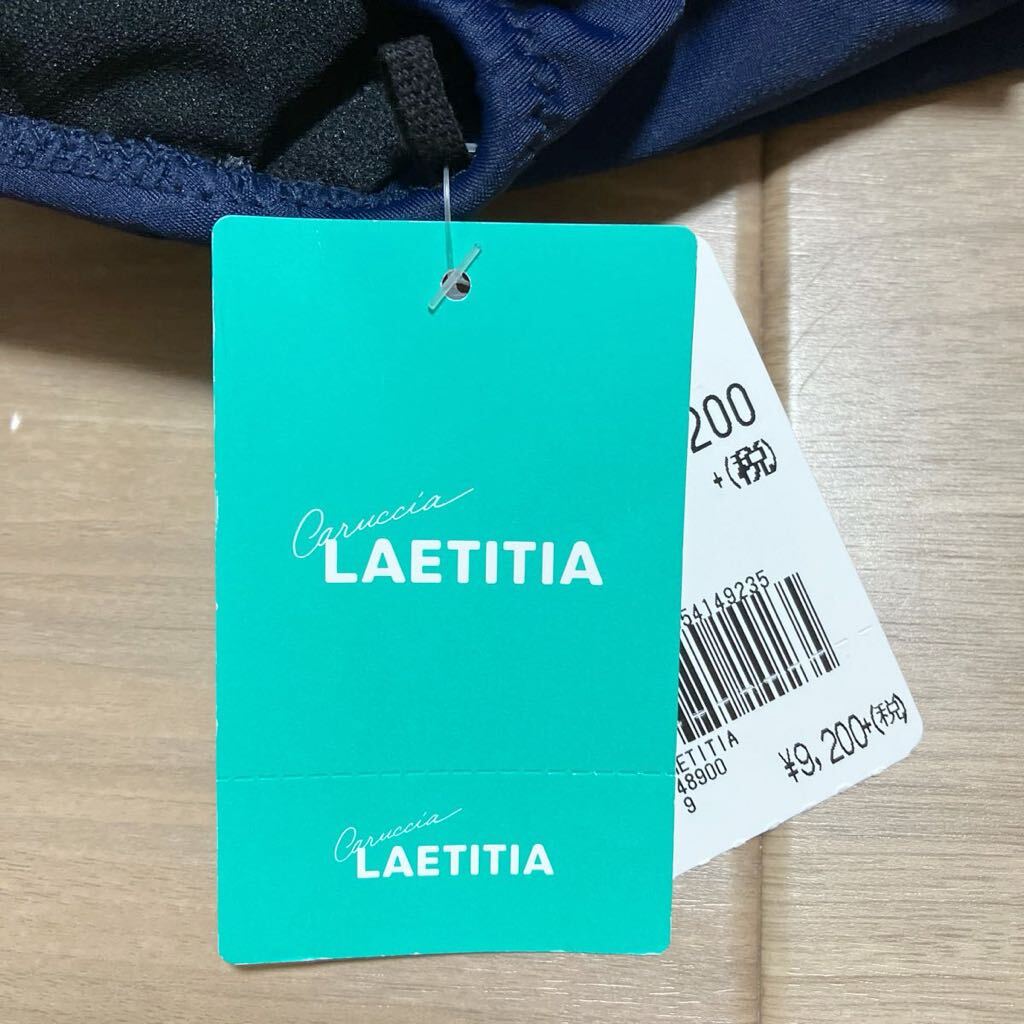 Caruccia
LAETITIA
Caruccia
LAETITIA
200
+(税)
54149235
ETITIA
48900
9
¥9,200+(税)